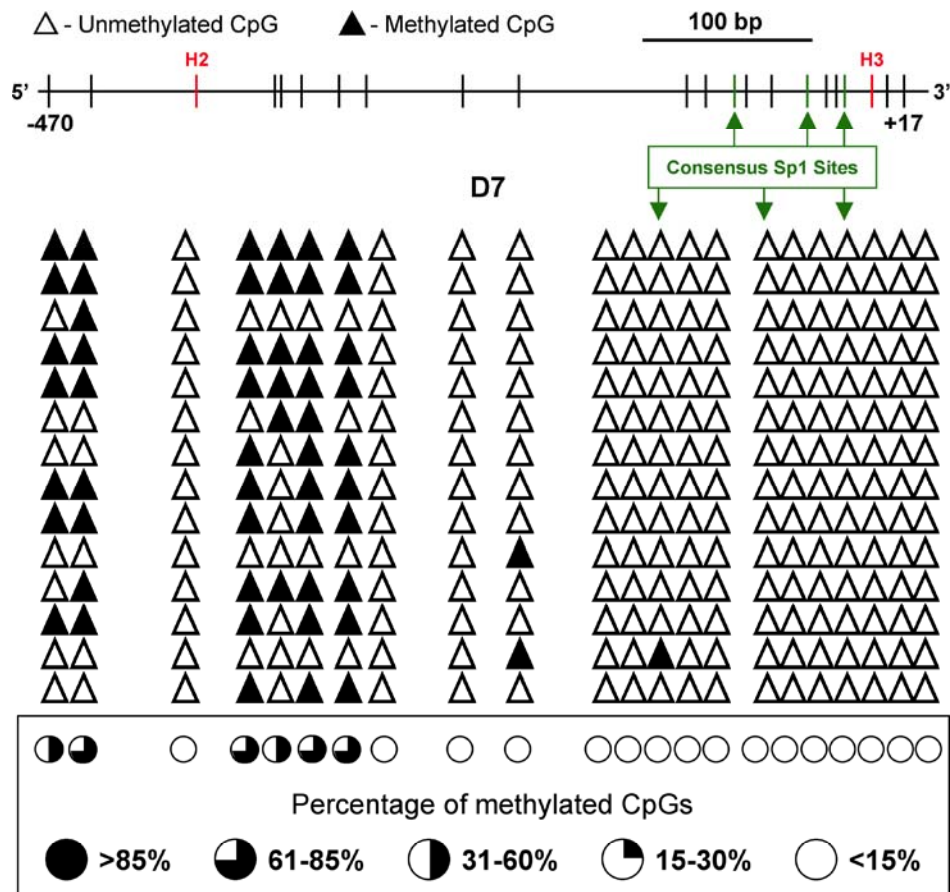 - Unmethylated CpG
- Methylated CpG
100 bp
H2
H3
5’
3’
-470
+17
Consensus Sp1 Sites
D7
Percentage of methylated CpGs
>85%
61-85%
31-60%
15-30%
<15%